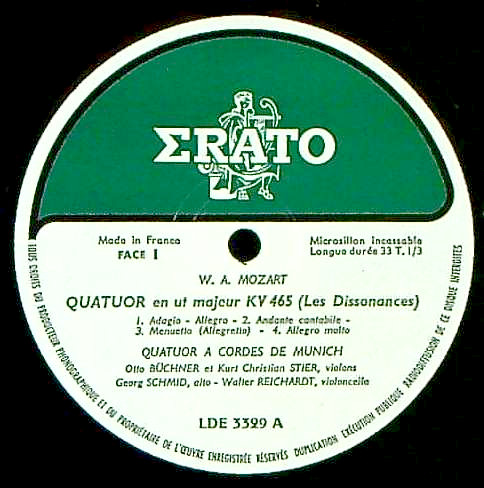 ΣRATO
Made in France
FACE 1
Microsillon incassable
Longue durée 33 T. 1/3
W. A. MOZART
QUATUOR en ut majeur KV 465 (Les Dissonances)
1. Adagio - Allegro - 2. Andante cantabile -
3. Menuetto (Allegretto) - 4. Allegro molto
QUATUOR A CORDES DE MUNICH
Otto BÜCHNER et Kurt Christian STIER, violons
Georg SCHMID, alto - Walter REICHARDT, violoncelle
LDE 3329 A
TOUS DROITS DU PRODUCTEUR PHONOGRAPHIQUE ET DU PROPRIÉTAIRE DE L'ŒUVRE ENREGISTRÉE RÉSERVÉS DUPLICATION EXÉCUTION PUBLIQUE RADIODIFFUSION DE CE DISQUE INTERDITES